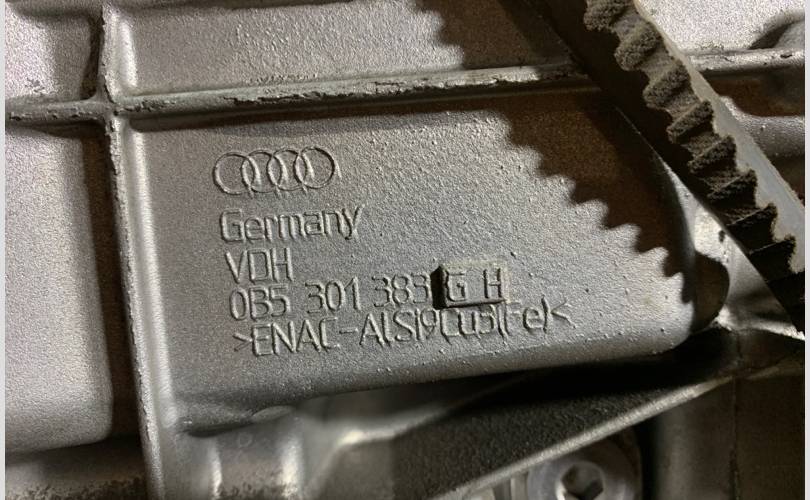 Germany
VDH
0B5 301 383 G H
>ENAC-AlSi9Cu3(Fe)<